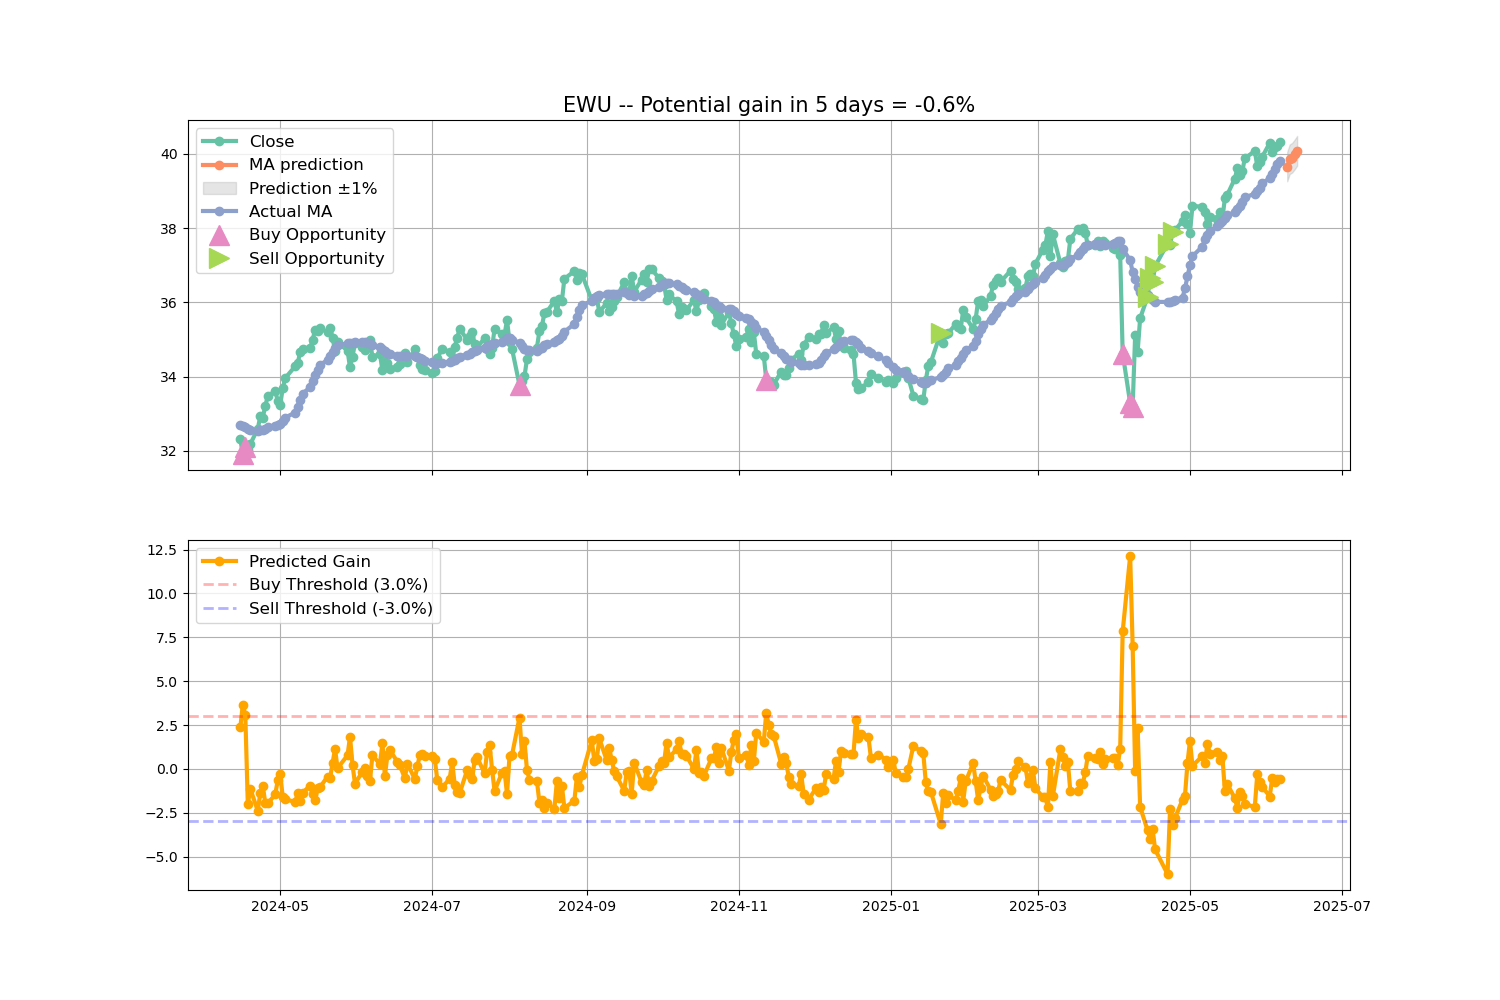 EWU -- Potential gain in 5 days = -0.6%
Close
MA prediction
Prediction ±1%
Actual MA
Buy Opportunity
Sell Opportunity
40
38
36
34
32
Predicted Gain
Buy Threshold (3.0%)
Sell Threshold (-3.0%)
12.5
10.0
7.5
5.0
2.5
0.0
−2.5
−5.0
2024-05 2024-07 2024-09 2024-11 2025-01 2025-03 2025-05 2025-07